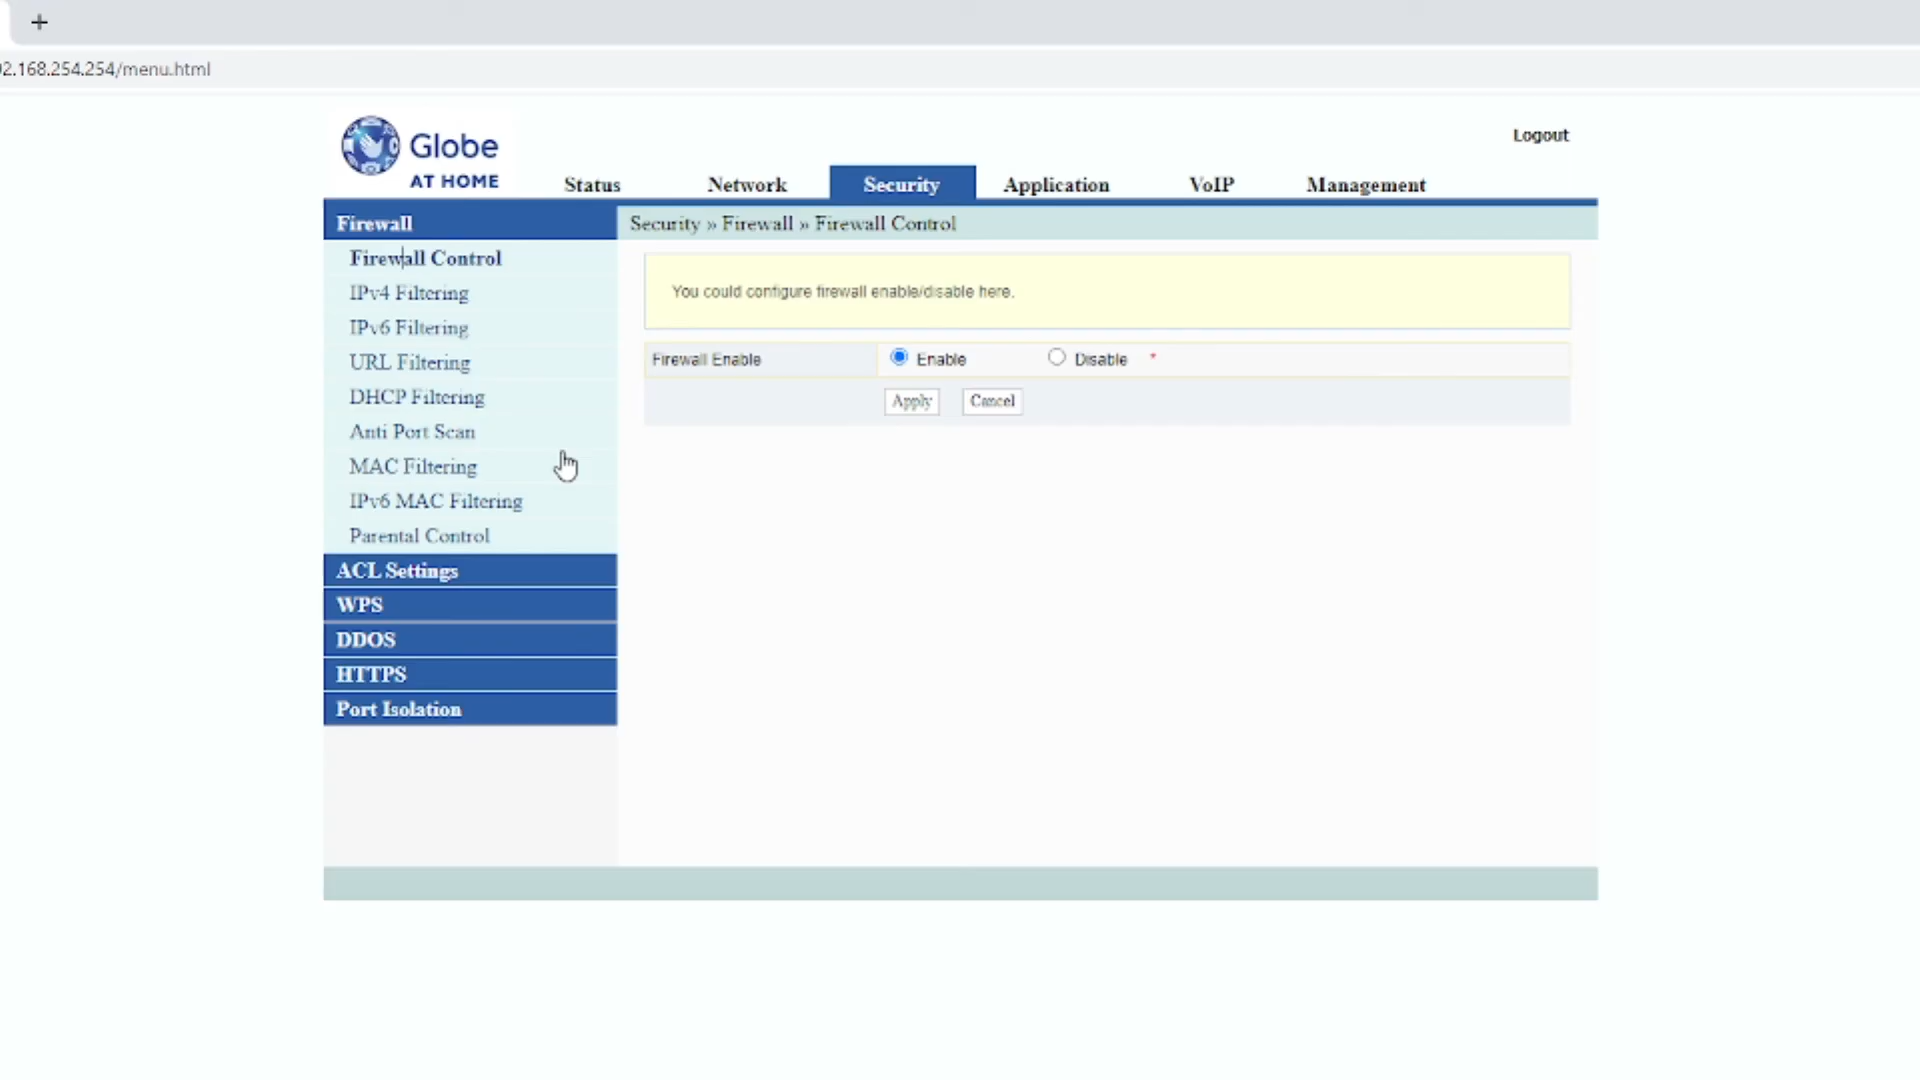 +
2.168.254.254/menu.html
Globe
AT HOME
Logout
Status
Network
Security
Application
VoIP
Management
Firewall
Security » Firewall » Firewall Control
Firewall Control
IPv4 Filtering
IPv6 Filtering
URL Filtering
DHCP Filtering
Anti Port Scan
MAC Filtering
IPv6 MAC Filtering
Parental Control
ACL Settings
WPS
DDOS
HTTPS
Port Isolation
You could configure firewall enable/disable here.
Firewall Enable
Enable
Disable *
Apply
Cancel